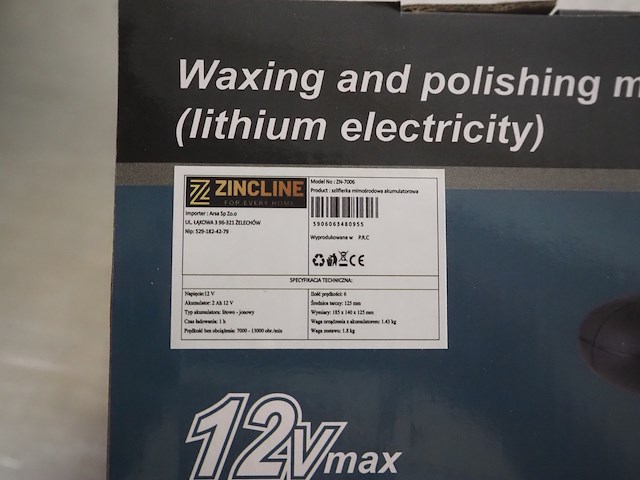 Waxing and polishing m
(lithium electricity)
ZINCLINE
FOR EVERY HOME
Importer : Arsa Sp Zo.o
UL. ŁĄKOWA 3 96-321 ŻELECHÓW
Nip: 529-182-42-79
Model No : ZN-7006
Product : szlifierka mimośrodowa akumulatorowa
5906063480955
Wyprodukowane w P.R.C
CE
SPECYFIKACJA TECHNICZNA:
Napięcie:12 V
Akumulator: 2 Ah 12 V
Typ akumulatora: litowo - jonowy
Czas ładowania: 1 h
Prędkość bez obciążenia: 7000 - 13000 obr./min
Ilość prędkości: 6
Średnica tarczy: 125 mm
Wymiary: 185 x 140 x 125 mm
Waga urządzenia z akumulatorem: 1.43 kg
Waga zestawu: 1.8 kg
12Vmax